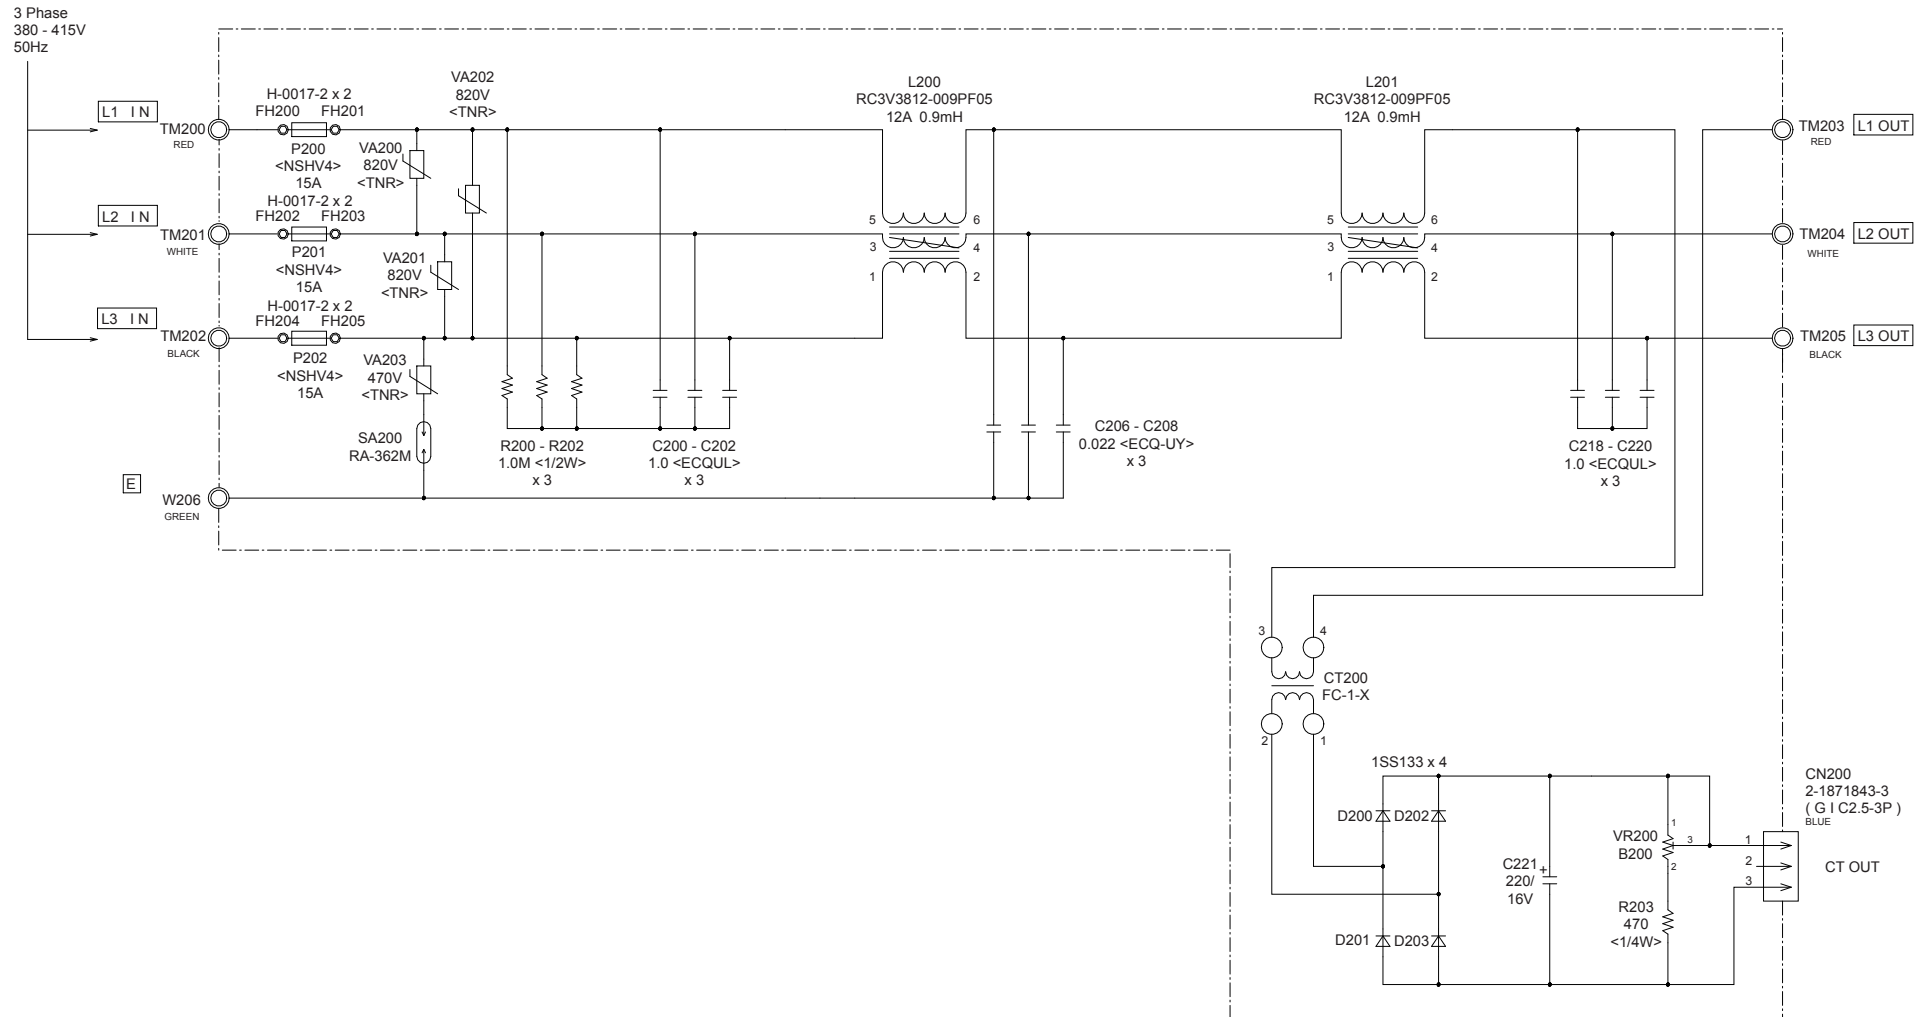 3 Phase
380 - 415V
50Hz
L1 IN
TM200
RED
H-0017-2 x 2
FH200 FH201
P200
<NSHV4>
15A
VA202
820V
<TNR>
VA200
820V
<TNR>
L2 IN
TM201
WHITE
H-0017-2 x 2
FH202 FH203
P201
<NSHV4>
15A
VA201
820V
<TNR>
L3 IN
TM202
BLACK
H-0017-2 x 2
FH204 FH205
P202
<NSHV4>
15A
VA203
470V
<TNR>
SA200
RA-362M
E
W206
GREEN
R200 - R202
1.0M <1/2W>
x 3
C200 - C202
1.0 <ECQUL>
x 3
L200
RC3V3812-009PF05
12A 0.9mH
5 6
3 4
1 2
C206 - C208
0.022 <ECQ-UY>
x 3
L201
RC3V3812-009PF05
12A 0.9mH
5 6
3 4
1 2
C218 - C220
1.0 <ECQUL>
x 3
TM203 L1 OUT
RED
TM204 L2 OUT
WHITE
TM205 L3 OUT
BLACK
3 4
CT200
FC-1-X
2 1
1SS133 x 4
D200 D202
D201 D203
C221 +
220/
16V
VR200
B200
1
3
2
R203
470
<1/4W>
CN200
2-1871843-3
( G I C2.5-3P )
BLUE
1
2
3
CT OUT